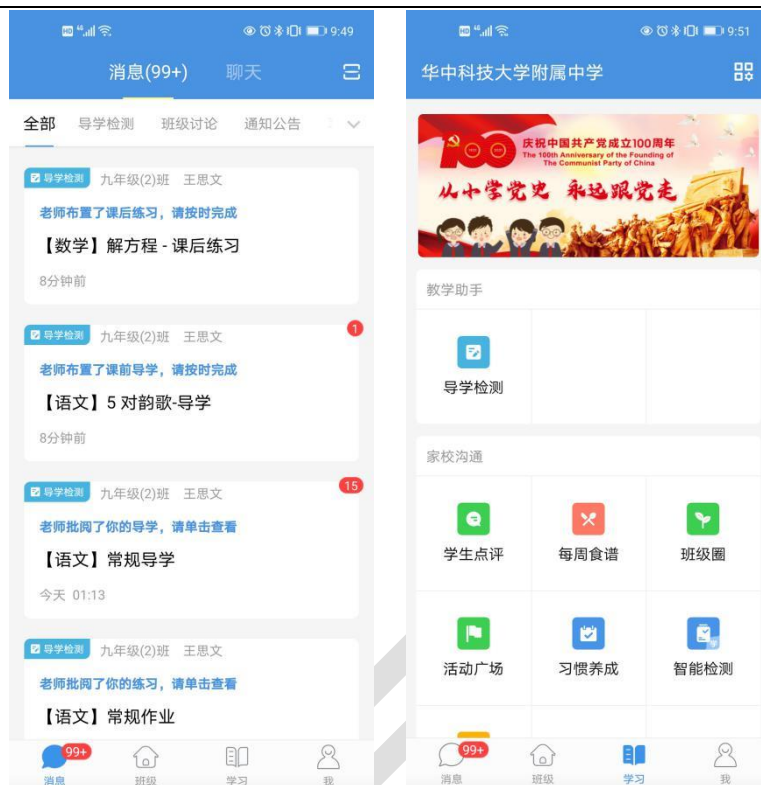 HD 46 9:49
消息(99+) 聊天
全部 导学检测 班级讨论 通知公告
导学检测 九年级(2)班 王思文
老师布置了课后练习，请按时完成
【数学】解方程 - 课后练习
8分钟前
导学检测 九年级(2)班 王思文 1
老师布置了课前导学，请按时完成
【语文】5 对韵歌-导学
8分钟前
导学检测 九年级(2)班 王思文 15
老师批阅了你的导学，请单击查看
【语文】常规导学
今天 01:13
导学检测 九年级(2)班 王思文
老师批阅了你的练习，请单击查看
【语文】常规作业
99+
消息 班级 学习 我
HD 46 9:51
华中科技大学附属中学
100
庆祝中国共产党成立100周年
The 100th Anniversary of the Founding of
The Communist Party of China
从小学党史 永远跟党走
教学助手
导学检测
家校沟通
学生点评 每周食谱 班级圈
活动广场 习惯养成 智能检测
99+
消息 班级 学习 我